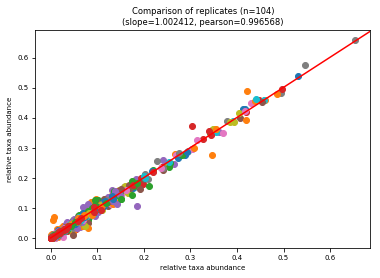 Comparison of replicates (n=104)
(slope=1.002412, pearson=0.996568)
relative taxa abundance
0.6
0.5
0.4
0.3
0.2
0.1
0.0
0.0 0.1 0.2 0.3 0.4 0.5 0.6
relative taxa abundance